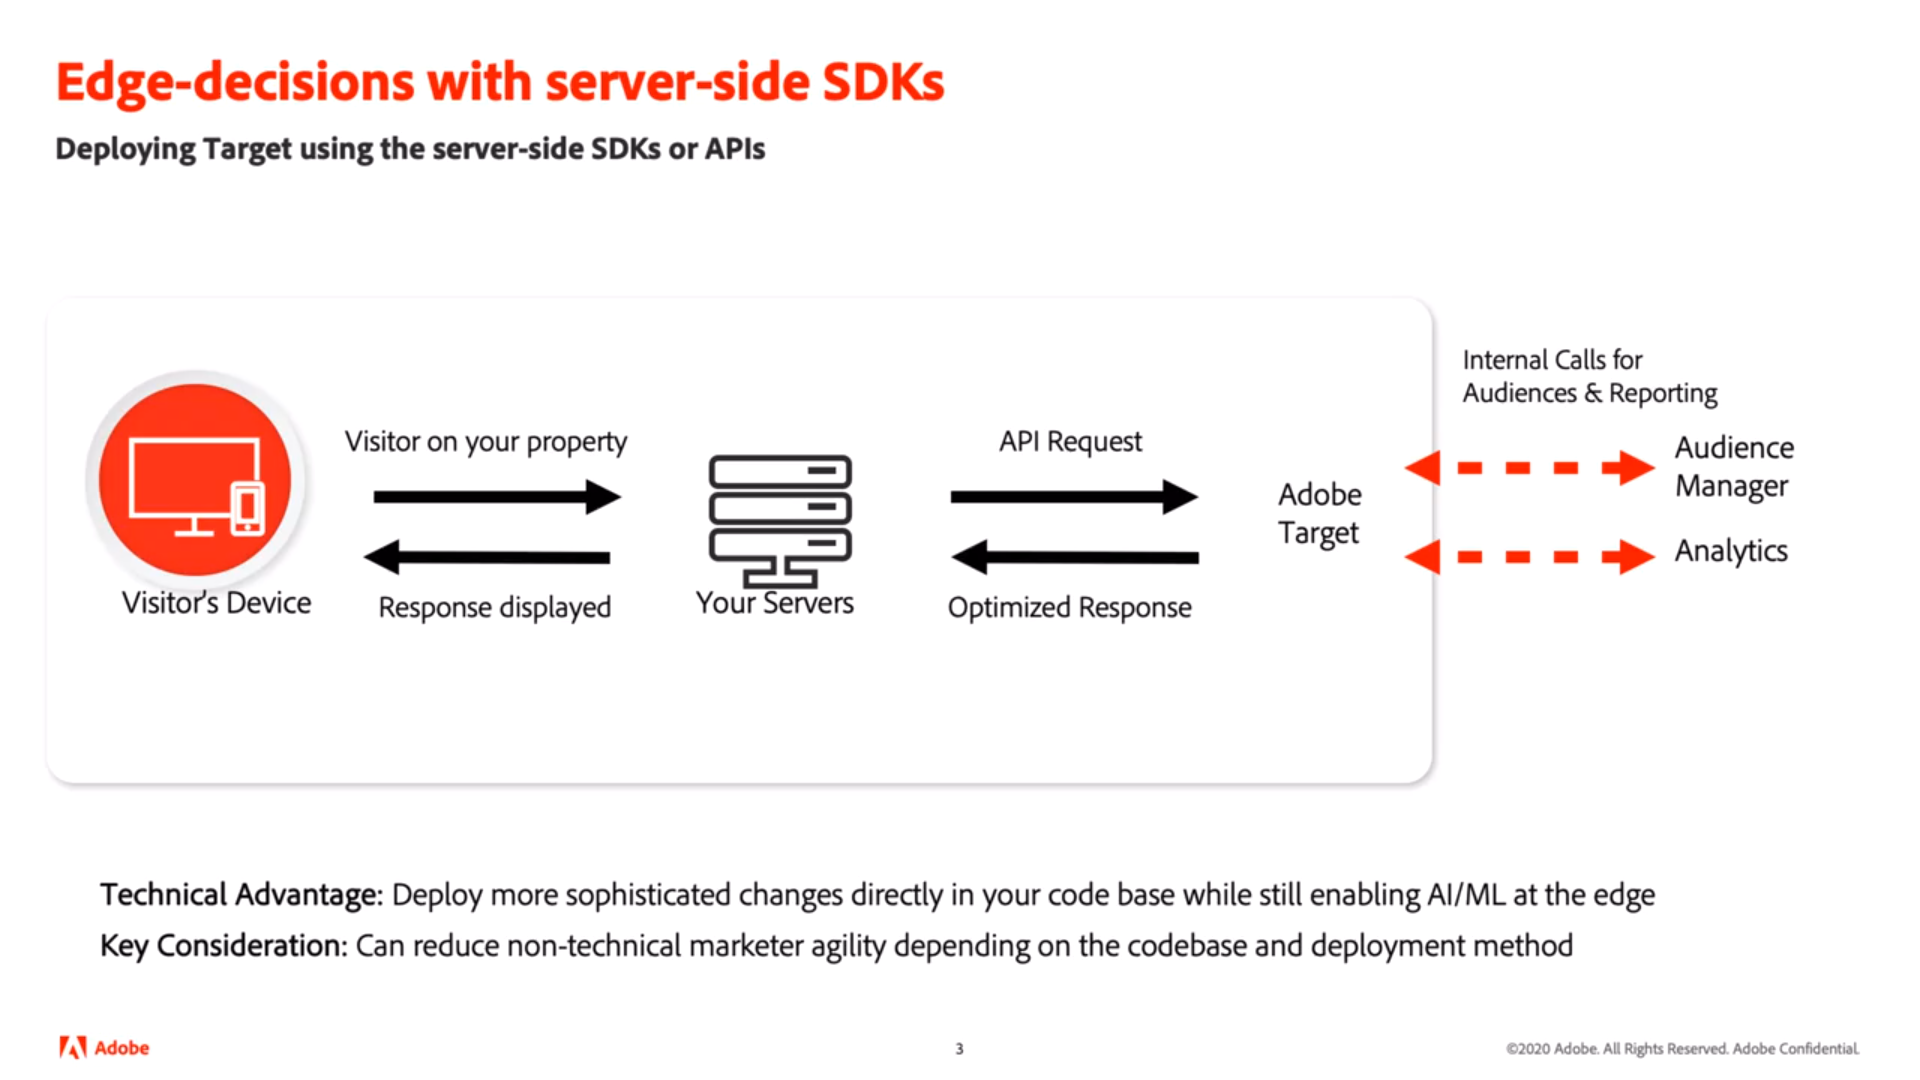 Edge-decisions with server-side SDKs
Deploying Target using the server-side SDKs or APIs
Internal Calls for
Audiences & Reporting
Visitor on your property
API Request
Audience
Manager
Adobe
Target
Analytics
Visitor's Device
Response displayed
Your Servers
Optimized Response
Technical Advantage: Deploy more sophisticated changes directly in your code base while still enabling AI/ML at the edge
Key Consideration: Can reduce non-technical marketer agility depending on the codebase and deployment method
Adobe
3
©2020 Adobe. All Rights Reserved. Adobe Confidential.